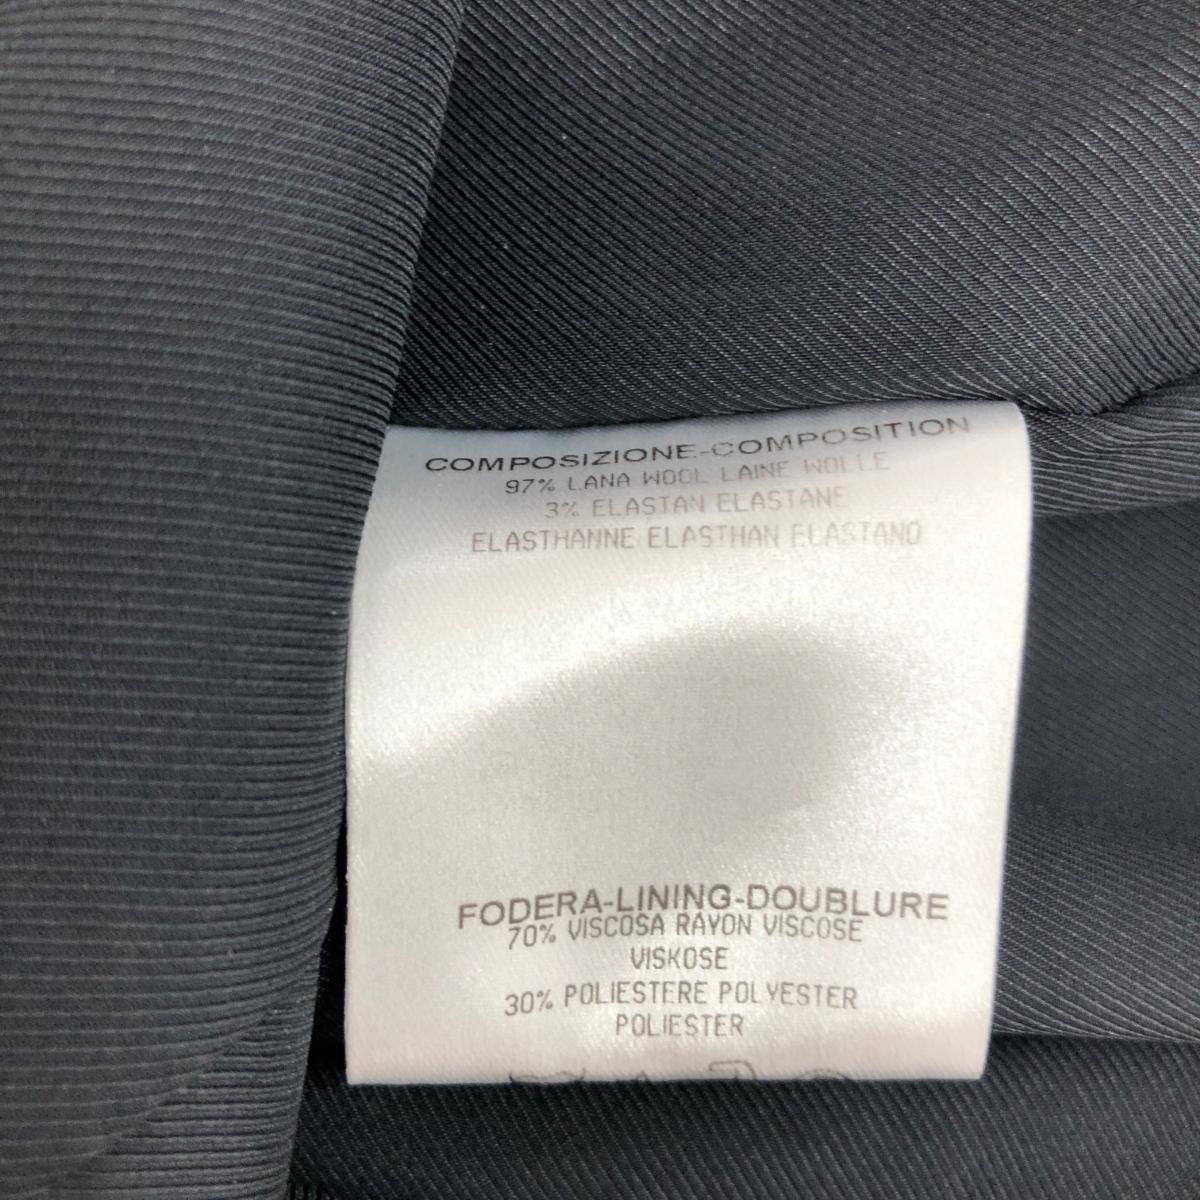 COMPOSIZIONE-COMPOSITION
97% LANA WOOL LAINE WOLLE
3% ELASTAN ELASTANE
ELASTHANNE ELASTHAN ELASTANO
FODERA-LINING-DOUBLURE
70% VISCOSA RAYON VISCOSE
VISKOSE
30% POLIESTERE POLYESTER
POLIESTER